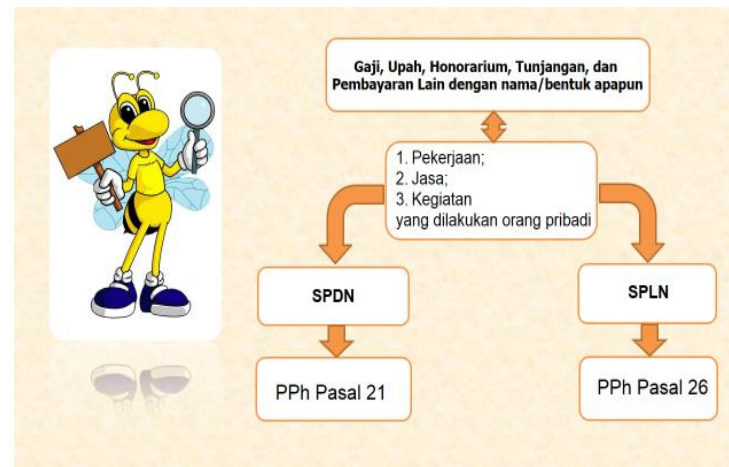 Gaji, Upah, Honorarium, Tunjangan, dan
Pembayaran Lain dengan nama/bentuk apapun
1. Pekerjaan;
2. Jasa;
3. Kegiatan
yang dilakukan orang pribadi
SPDN
SPLN
PPh Pasal 21
PPh Pasal 26